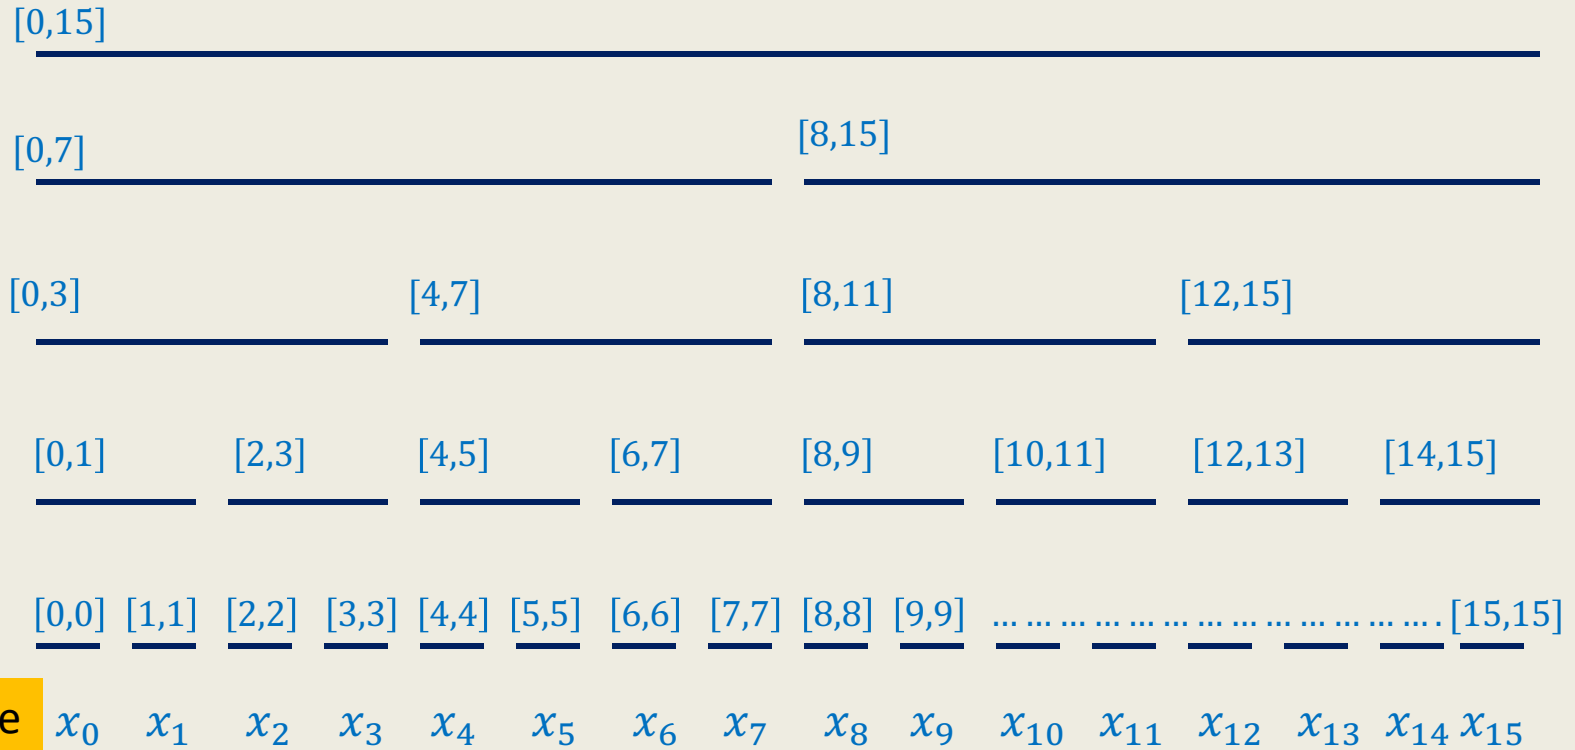 [0,15]
[0,7] [8,15]
[0,3] [4,7] [8,11] [12,15]
[0,1] [2,3] [4,5] [6,7] [8,9] [10,11] [12,13] [14,15]
[0,0] [1,1] [2,2] [3,3] [4,4] [5,5] [6,6] [7,7] [8,8] [9,9] … … … … … … … … … … … … … . [15,15]
e x₀ x₁ x₂ x₃ x₄ x₅ x₆ x₇ x₈ x₉ x₁₀ x₁₁ x₁₂ x₁₃ x₁₄ x₁₅